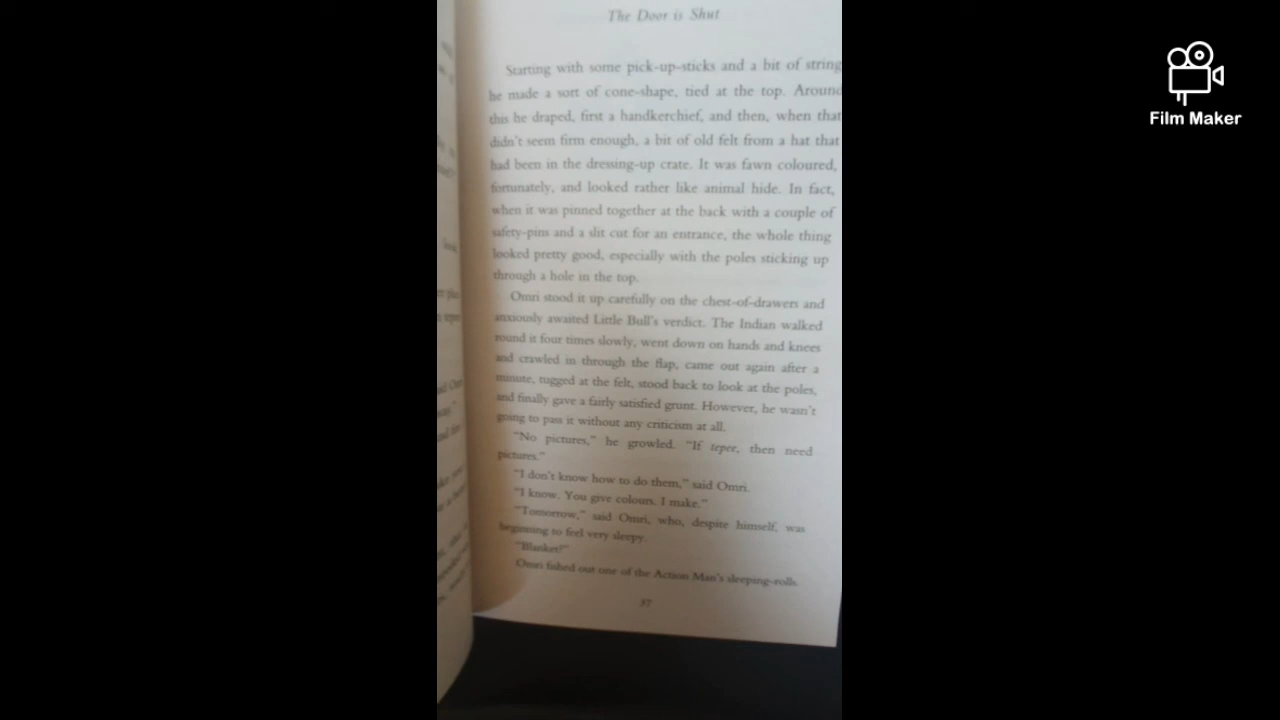 The Door is Shut
Starting with some pick-up-sticks and a bit of string
he made a sort of cone-shape, tied at the top. Around
this he draped, first a handkerchief, and then, when that
didn't seem firm enough, a bit of old felt from a hat that
had been in the dressing-up crate. It was fawn coloured,
fortunately, and looked rather like animal hide. In fact,
when it was pinned together at the back with a couple of
safety-pins and a slit cut for an entrance, the whole thing
looked pretty good, especially with the poles sticking up
through a hole in the top.
Omri stood it up carefully on the chest-of-drawers and
anxiously awaited Little Bull's verdict. The Indian walked
round it four times slowly, went down on hands and knees
and crawled in through the flap, came out again after a
minute, tugged at the felt, stood back to look at the poles,
and finally gave a fairly satisfied grunt. However, he wasn't
going to pass it without any criticism at all.
"No pictures," he growled. "If tepee, then need
pictures."
"I don't know how to do them," said Omri.
"I know. You give colours. I make."
"Tomorrow," said Omri, who, despite himself, was
beginning to feel very sleepy.
"Blanket?"
Omri fished out one of the Action Man's sleeping-rolls.
37
Film Maker